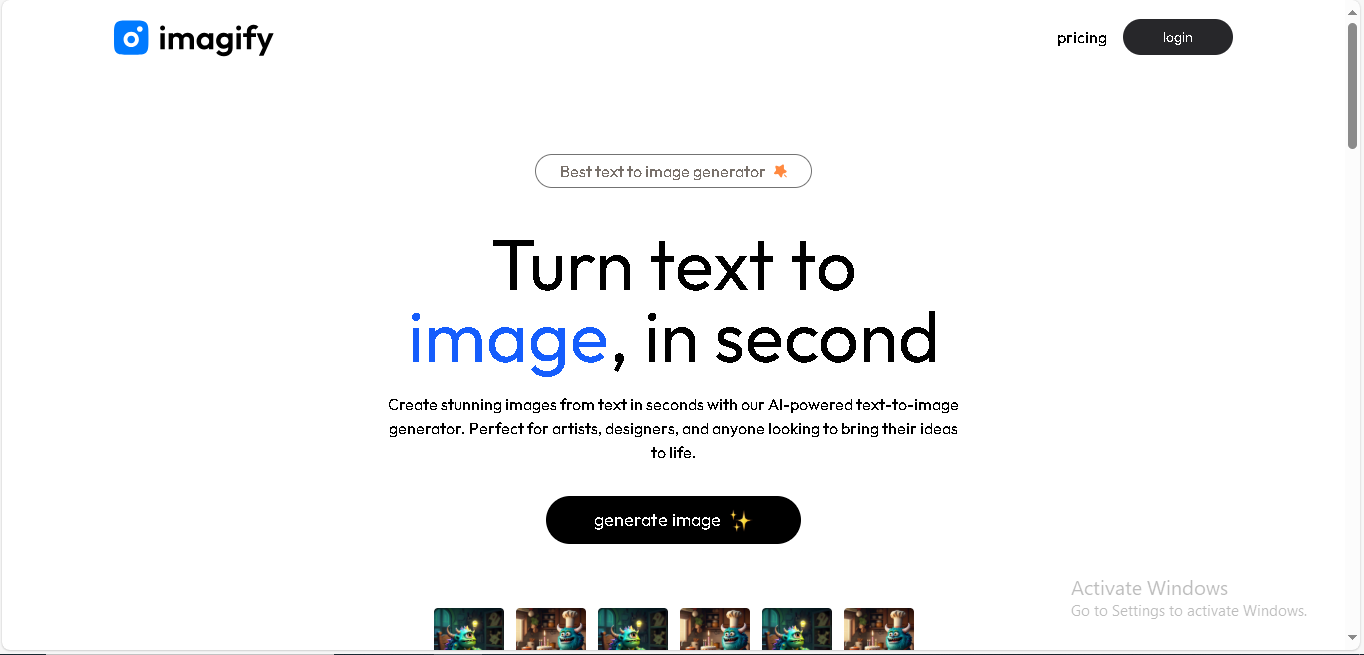 imagify
pricing
login
Best text to image generator
Turn text to
image, in second
Create stunning images from text in seconds with our AI-powered text-to-image
generator. Perfect for artists, designers, and anyone looking to bring their ideas
to life.
generate image ✨
Activate Windows
Go to Settings to activate Windows.